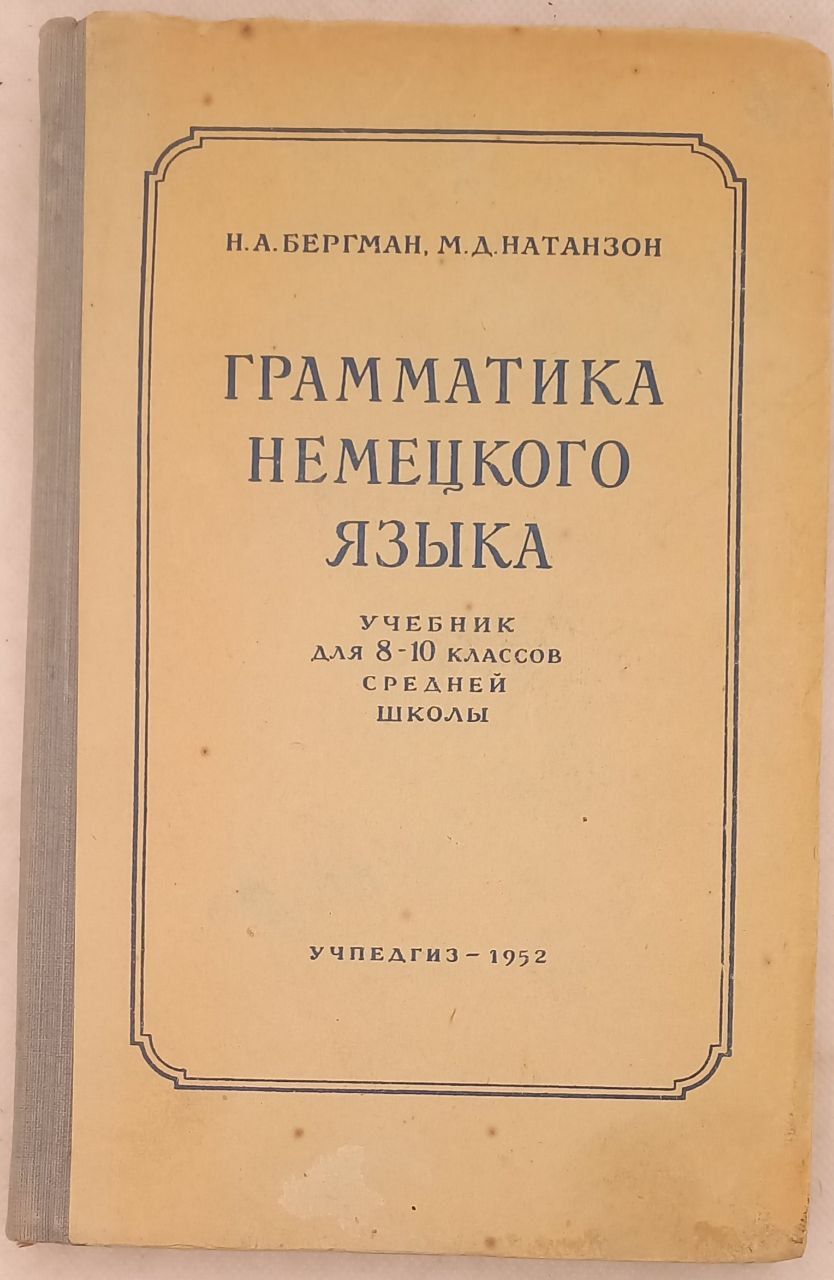 Н. А. БЕРГМАН, М. Д. НАТАНЗОН
ГРАММАТИКА
НЕМЕЦКОГО
ЯЗЫКА
УЧЕБНИК
ДЛЯ 8-10 КЛАССОВ
СРЕДНЕЙ
ШКОЛЫ
УЧПЕДГИЗ - 1952